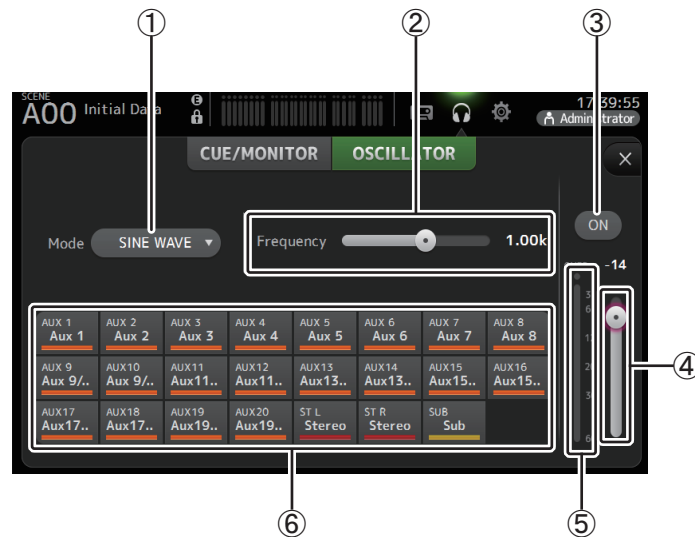 ① ② ③
SCENE
A00 Initial Data
E
17:39:55
Administrator
CUE/MONITOR OSCILLATOR
×
Mode SINE WAVE Frequency 1.00k
ON
-14
AUX 1 AUX 2 AUX 3 AUX 4 AUX 5 AUX 6 AUX 7 AUX 8
Aux 1 Aux 2 Aux 3 Aux 4 Aux 5 Aux 6 Aux 7 Aux 8
AUX 9 AUX10 AUX11 AUX12 AUX13 AUX14 AUX15 AUX16
Aux 9/.. Aux 9/.. Aux11.. Aux11.. Aux13.. Aux13.. Aux15.. Aux15..
AUX17 AUX18 AUX19 AUX20 ST L ST R SUB
Aux17.. Aux17.. Aux19.. Aux19.. Stereo Stereo Sub
④
⑥ ⑤